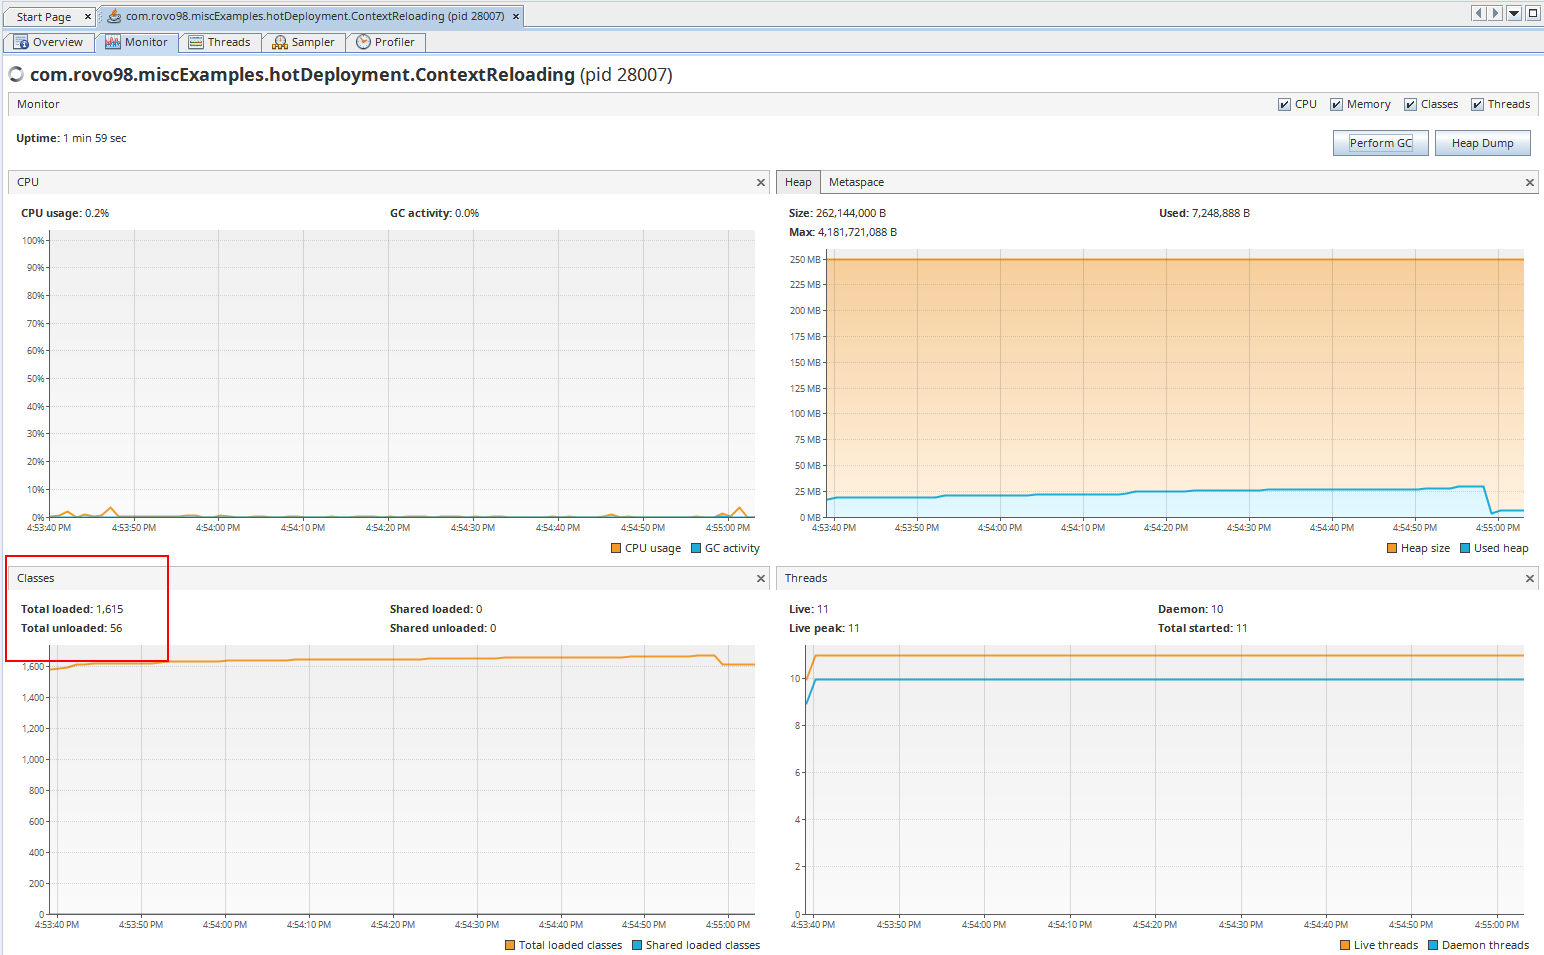 Start Page
com.rovo98.miscExamples.hotDeployment.ContextReloading (pid 28007)
Overview Monitor Threads Sampler Profiler
com.rovo98.miscExamples.hotDeployment.ContextReloading (pid 28007)
Monitor CPU Memory Classes Threads
Uptime: 1 min 59 sec
Perform GC Heap Dump
CPU
CPU usage: 0.2% GC activity: 0.0%
100%
90%
80%
70%
60%
50%
40%
30%
20%
10%
0%
4:53:40 PM 4:53:50 PM 4:54:00 PM 4:54:10 PM 4:54:20 PM 4:54:30 PM 4:54:40 PM 4:54:50 PM 4:55:00 PM
CPU usage GC activity
Heap Metaspace
Size: 262,144,000 B Used: 7,248,888 B
Max: 4,181,721,088 B
250 MB
225 MB
200 MB
175 MB
150 MB
125 MB
100 MB
75 MB
50 MB
25 MB
0 MB
4:53:40 PM 4:53:50 PM 4:54:00 PM 4:54:10 PM 4:54:20 PM 4:54:30 PM 4:54:40 PM 4:54:50 PM 4:55:00 PM
Heap size Used heap
Classes
Total loaded: 1,615 Shared loaded: 0
Total unloaded: 56 Shared unloaded: 0
1,600
1,400
1,200
1,000
800
600
400
200
0
4:53:40 PM 4:53:50 PM 4:54:00 PM 4:54:10 PM 4:54:20 PM 4:54:30 PM 4:54:40 PM 4:54:50 PM 4:55:00 PM
Total loaded classes Shared loaded classes
Threads
Live: 11 Daemon: 10
Live peak: 11 Total started: 11
10
8
6
4
2
0
4:53:40 PM 4:53:50 PM 4:54:00 PM 4:54:10 PM 4:54:20 PM 4:54:30 PM 4:54:40 PM 4:54:50 PM 4:55:00 PM
Live threads Daemon threads